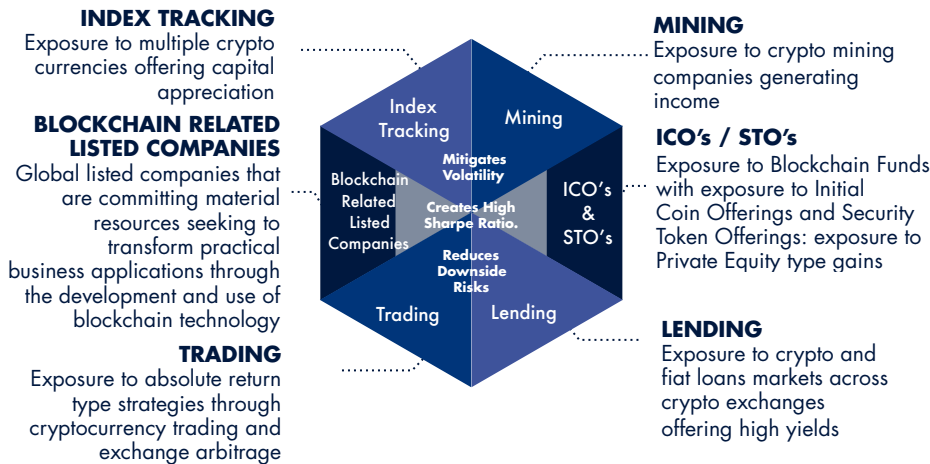 INDEX TRACKING
Exposure to multiple crypto
currencies offering capital
appreciation
BLOCKCHAIN RELATED
LISTED COMPANIES
Global listed companies that
are committing material
resources seeking to
transform practical
business applications through
the development and use of
blockchain technology
TRADING
Exposure to absolute return
type strategies through
cryptocurrency trading and
exchange arbitrage
Index
Tracking
Mining
Mitigates
Volatility
Blockchain
Related
Listed
Companies
Creates High
Sharpe Ratio.
ICO's
&
STO's
Reduces
Downside
Risks
Trading
Lending
MINING
Exposure to crypto mining
companies generating
income
ICO's / STO's
Exposure to Blockchain Funds
with exposure to Initial
Coin Offerings and Security
Token Offerings: exposure to
Private Equity type gains
LENDING
Exposure to crypto and
fiat loans markets across
crypto exchanges
offering high yields